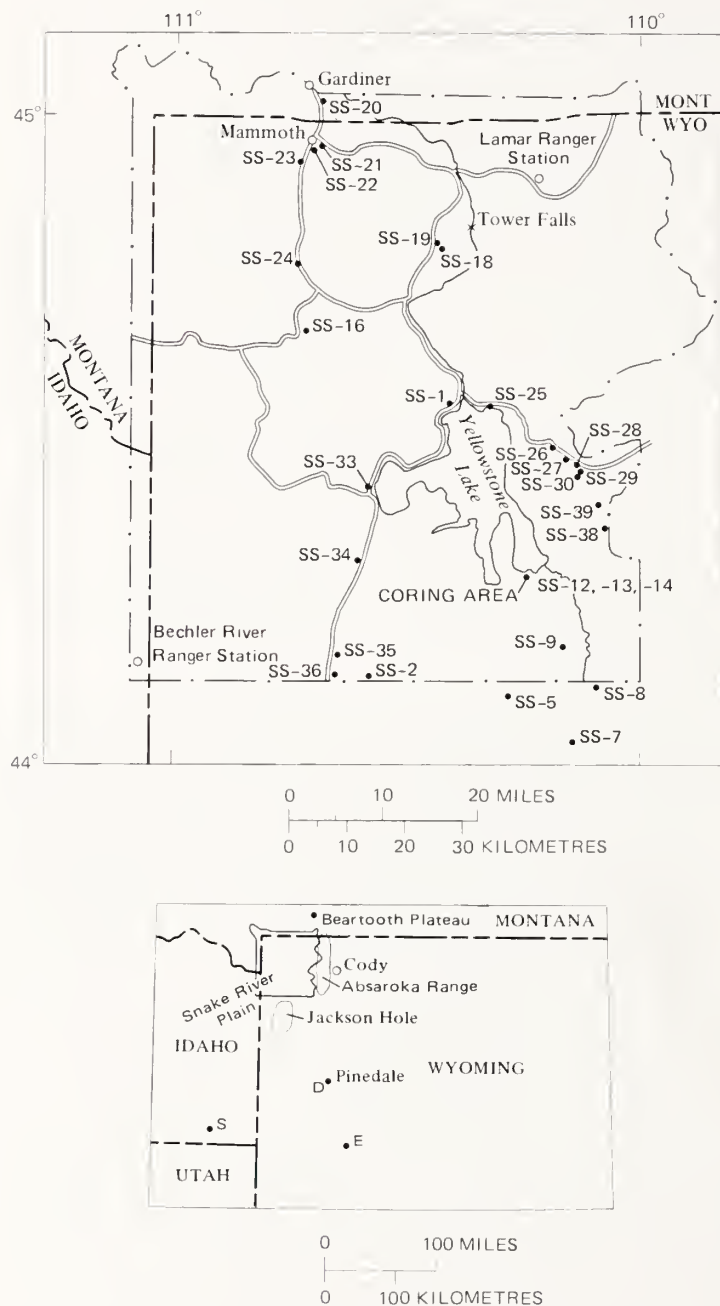 111°
110°
Gardiner
SS-20
45°
MONT
WYO
Mammoth
Lamar Ranger
Station
SS-23
SS-21
SS-22
Tower Falls
SS-19
SS-18
SS-24
SS-16
MONTANA
IDAHO
SS-1
SS-25
SS-28
SS-26
SS-27
SS-29
SS-30
Yellowstone
Lake
SS-33
SS-39
SS-38
SS-34
CORING AREA
SS-12, -13, -14
Bechler River
Ranger Station
SS-9
SS-35
SS-36
SS-2
SS-8
SS-5
SS-7
44°
0 10 20 MILES
0 10 20 30 KILOMETRES
Beartooth Plateau
MONTANA
Cody
Absaroka Range
Snake River
Plain
Jackson Hole
IDAHO
WYOMING
Pinedale
D
S
E
UTAH
0 100 MILES
0 100 KILOMETRES